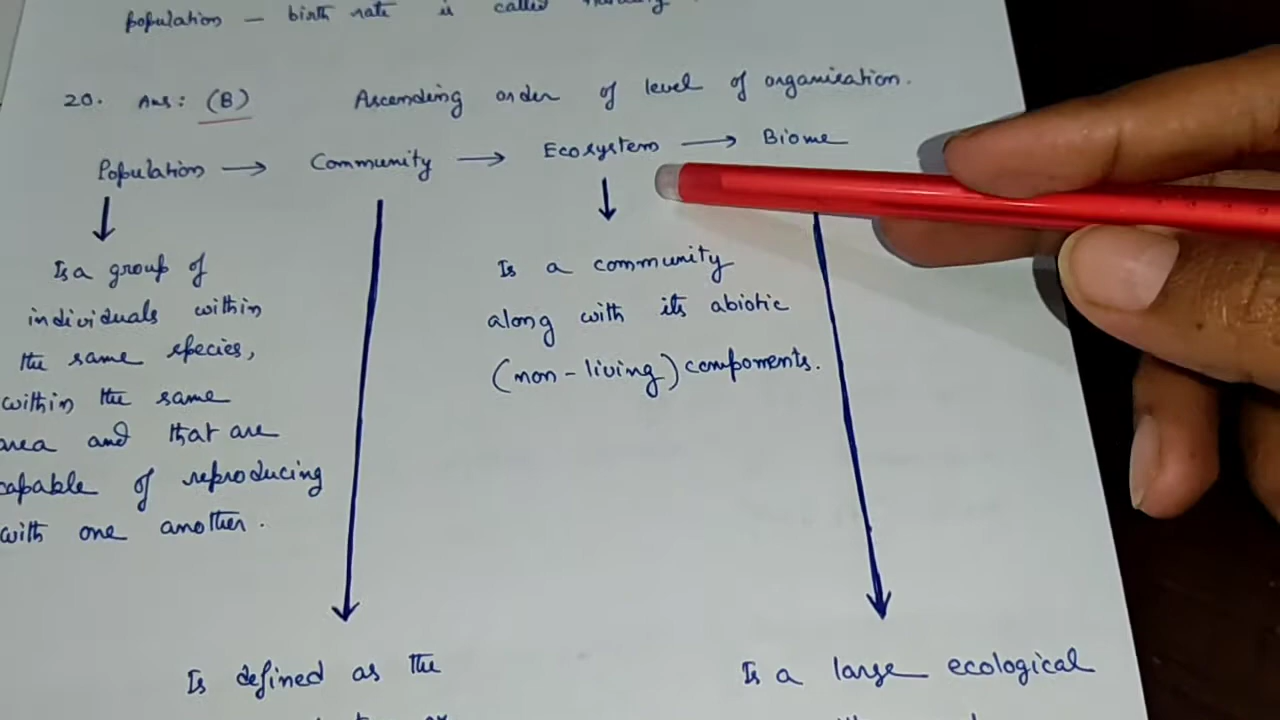 population — birth rate is called
20. Ans: (B) Ascending order of level of organisation.
Population → Community → Ecosystem → Biome
Is a group of
individuals within
the same species,
within the same
area and that are
capable of reproducing
with one another.
Is a community
along with its abiotic
(non-living) components.
Is defined as the
Is a large ecological